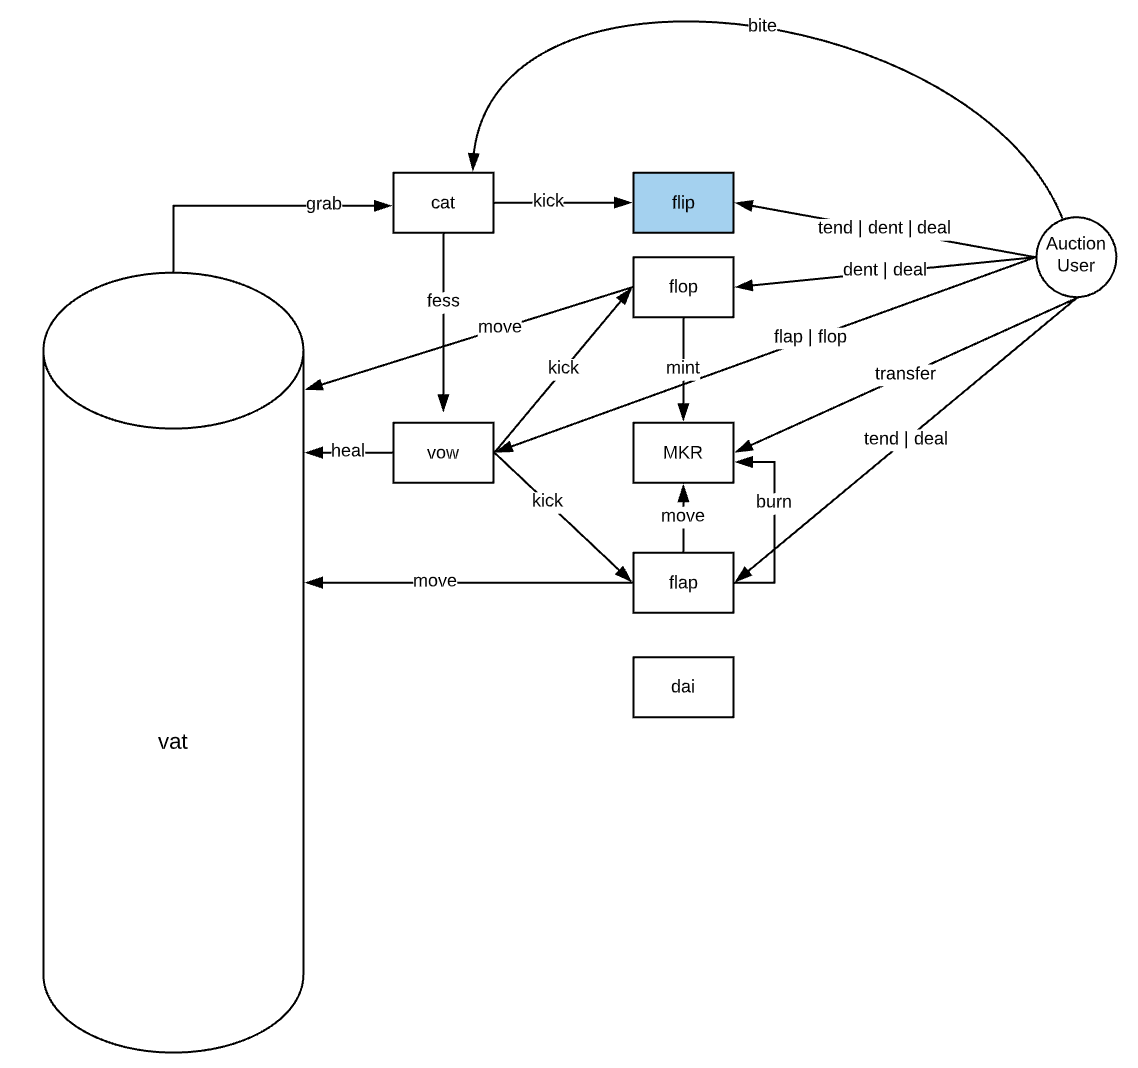 bite
grab
cat
kick
flip
tend | dent | deal
Auction
User
dent | deal
flop
fess
move
flap | flop
kick
mint
transfer
tend | deal
heal
vow
MKR
kick
move
burn
move
flap
dai
vat